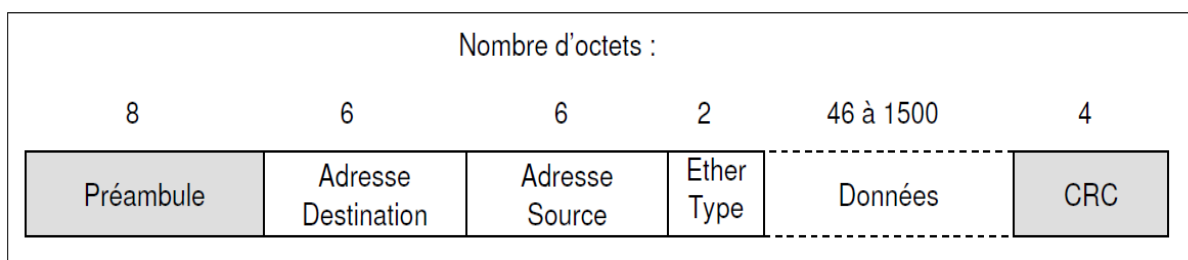 Nombre d'octets :
8 6 6 2 46 à 1500 4
Préambule Adresse Destination Adresse Source Ether Type Données CRC